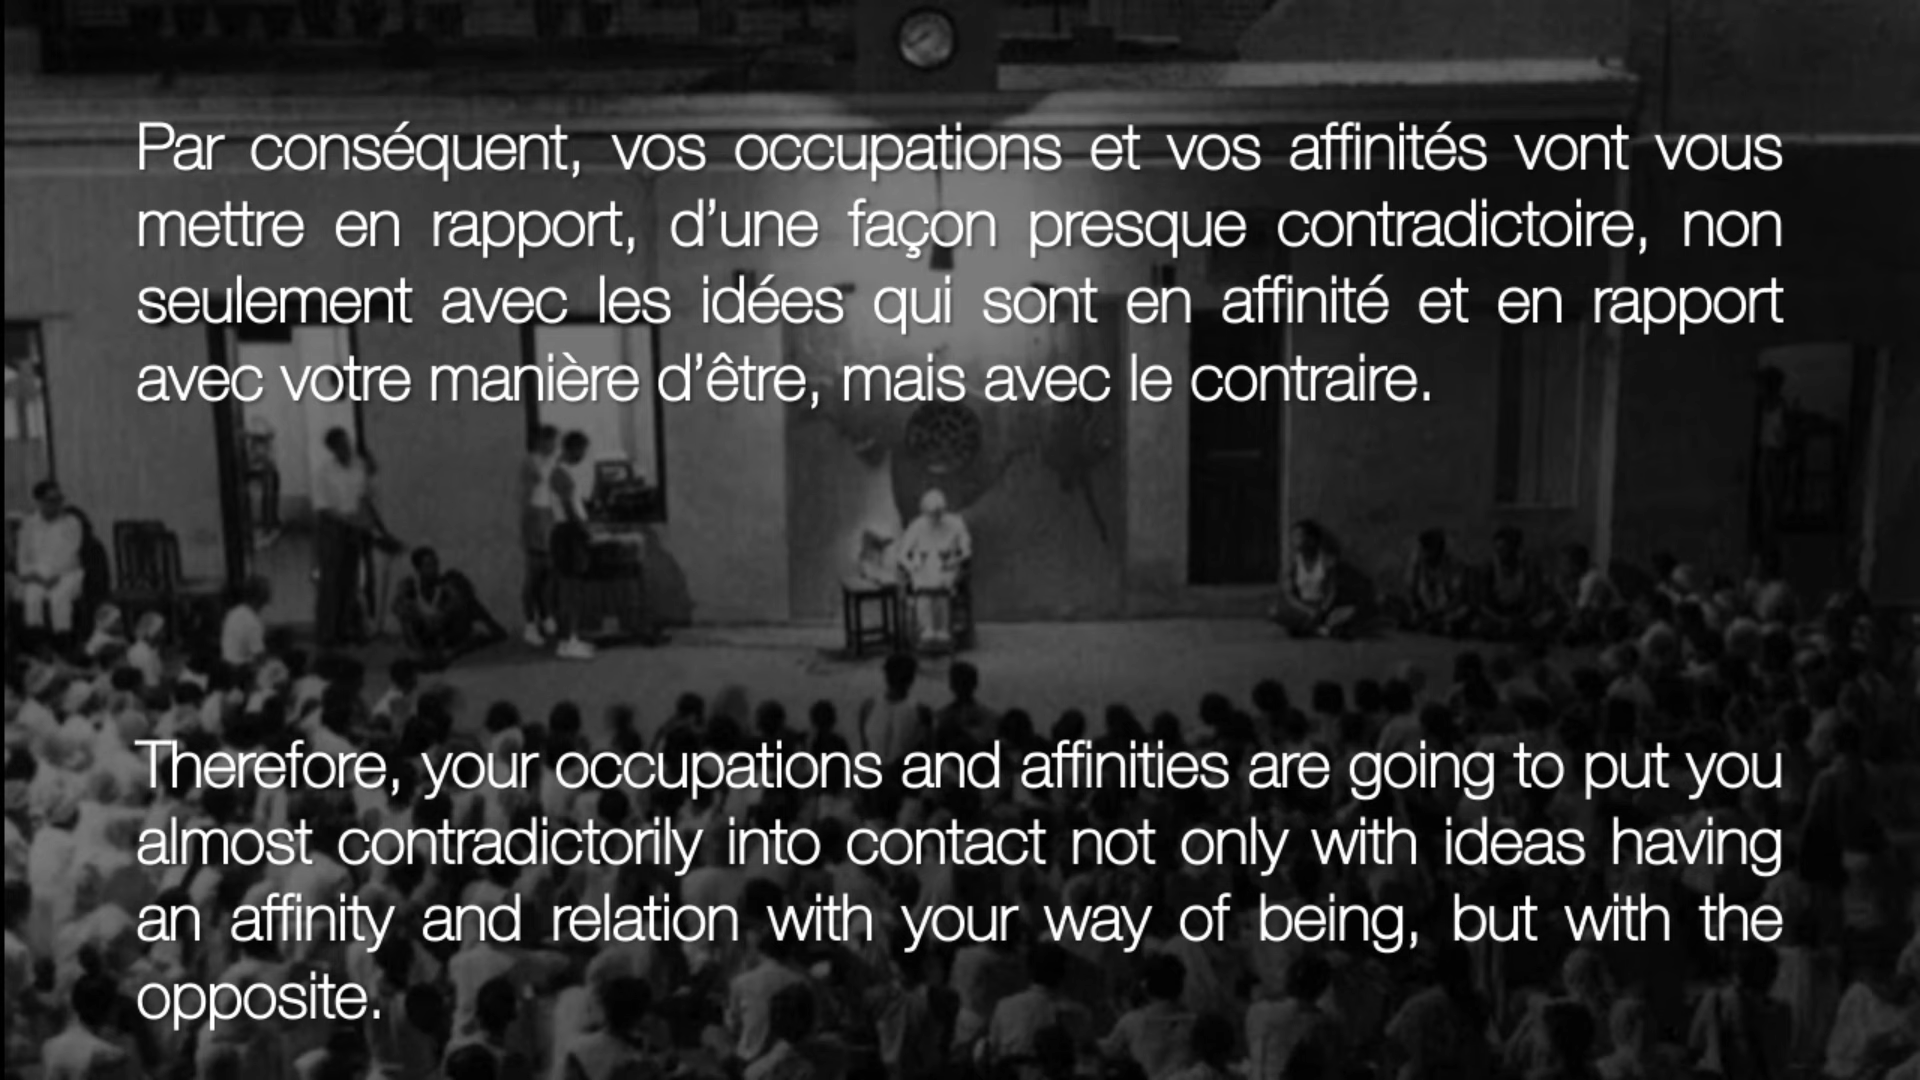 Par conséquent, vos occupations et vos affinités vont vous
mettre en rapport, d’une façon presque contradictoire, non
seulement avec les idées qui sont en affinité et en rapport
avec votre manière d’être, mais avec le contraire.
Therefore, your occupations and affinities are going to put you
almost contradictorily into contact not only with ideas having
an affinity and relation with your way of being, but with the
opposite.